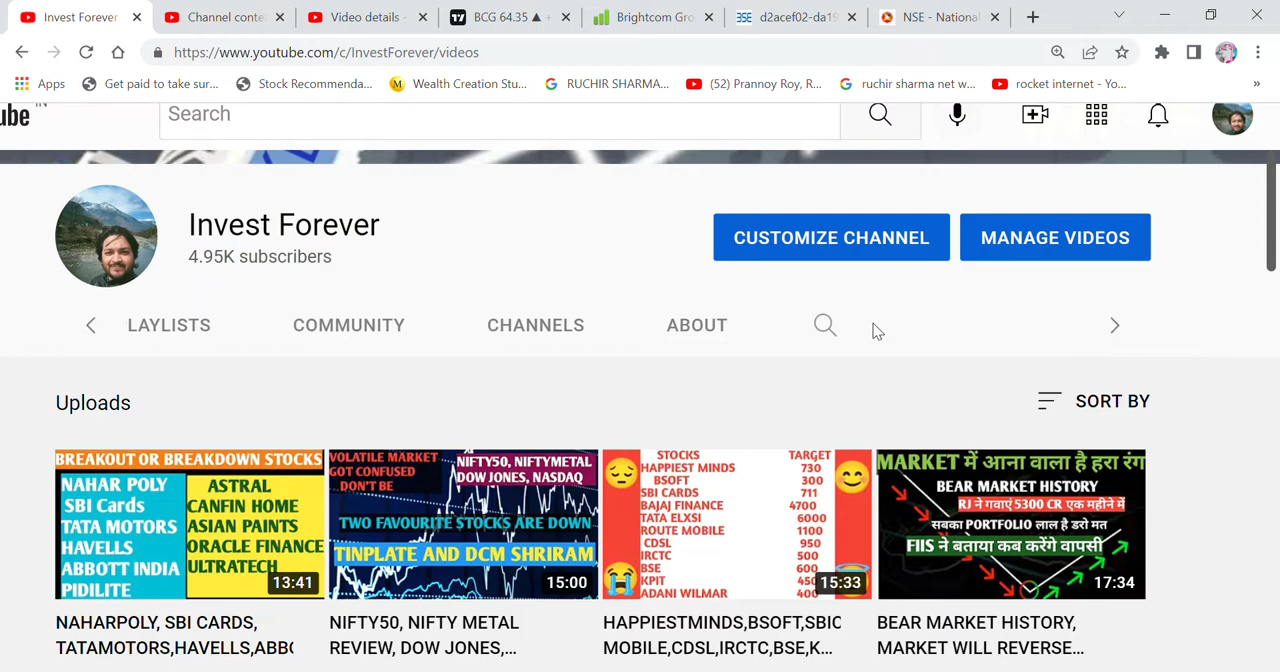 Invest Forever
Channel conte
Video details -
BCG 64.35 ▲ +
Brightcom Gro
BSE d2acef02-da19
NSE - National
https://www.youtube.com/c/InvestForever/videos
Apps
Get paid to take sur...
Stock Recommenda...
Wealth Creation Stu...
RUCHIR SHARMA...
(52) Prannoy Roy, R...
ruchir sharma net w...
rocket internet - Yo...
»
ube IN
Search
Invest Forever
4.95K subscribers
CUSTOMIZE CHANNEL
MANAGE VIDEOS
LAYLISTS
COMMUNITY
CHANNELS
ABOUT
Uploads
SORT BY
BREAKOUT OR BREAKDOWN STOCKS
NAHAR POLY
SBI Cards
TATA MOTORS
HAVELLS
ABBOTT INDIA
PIDILITE
ASTRAL
CANFIN HOME
ASIAN PAINTS
ORACLE FINANCE
ULTRATECH
13:41
NAHARPOLY, SBI CARDS,
TATAMOTORS,HAVELLS,ABBO
VOLATILE MARKET
GOT CONFUSED
DON'T BE
NIFTY50, NIFTYMETAL
DOW JONES, NASDAQ
TWO FAVOURITE STOCKS ARE DOWN
TINPLATE AND DCM SHRIRAM
15:00
NIFTY50, NIFTY METAL
REVIEW, DOW JONES,...
STOCKS TARGET
HAPPIEST MINDS 730
BSOFT 300
SBI CARDS 711
BAJAJ FINANCE 4700
TATA ELXSI 6000
ROUTE MOBILE 1100
CDSL 950
IRCTC 500
BSE 600
KPIT 450
ADANI WILMAR 400
15:33
HAPPIESTMINDS,BSOFT,SBIC
MOBILE,CDSL,IRCTC,BSE,K...
MARKET में आना वाला है हरा रंग
BEAR MARKET HISTORY
RJ ने गवाएं 5300 CR एक महीने में
सबका PORTFOLIO लाल है डरो मत
FIIS ने बताया कब करेंगे वापसी
17:34
BEAR MARKET HISTORY,
MARKET WILL REVERSE...